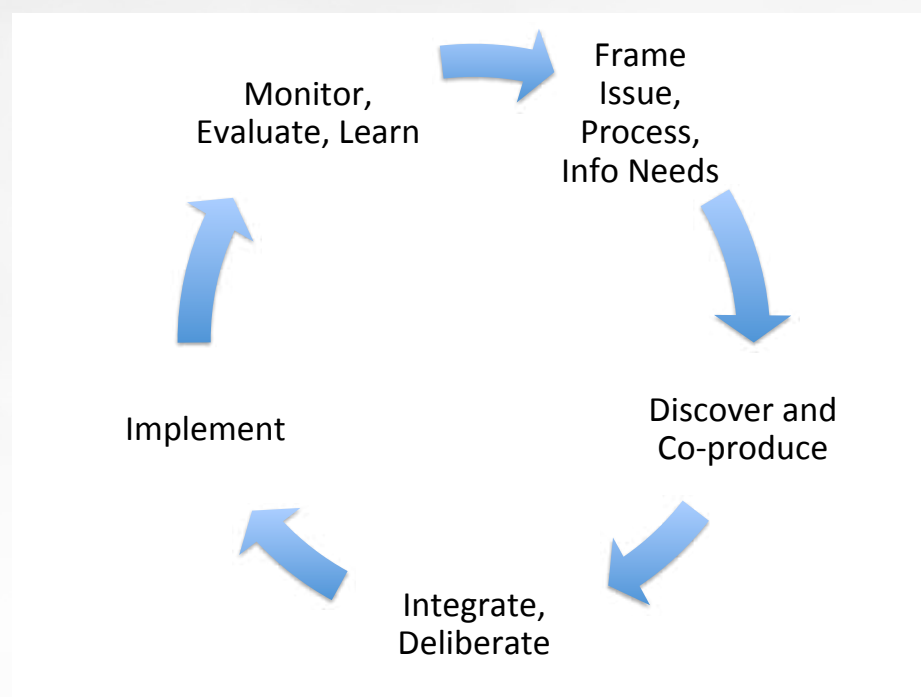 Frame
Issue,
Process,
Info Needs
Discover and
Co-produce
Integrate,
Deliberate
Implement
Monitor,
Evaluate, Learn